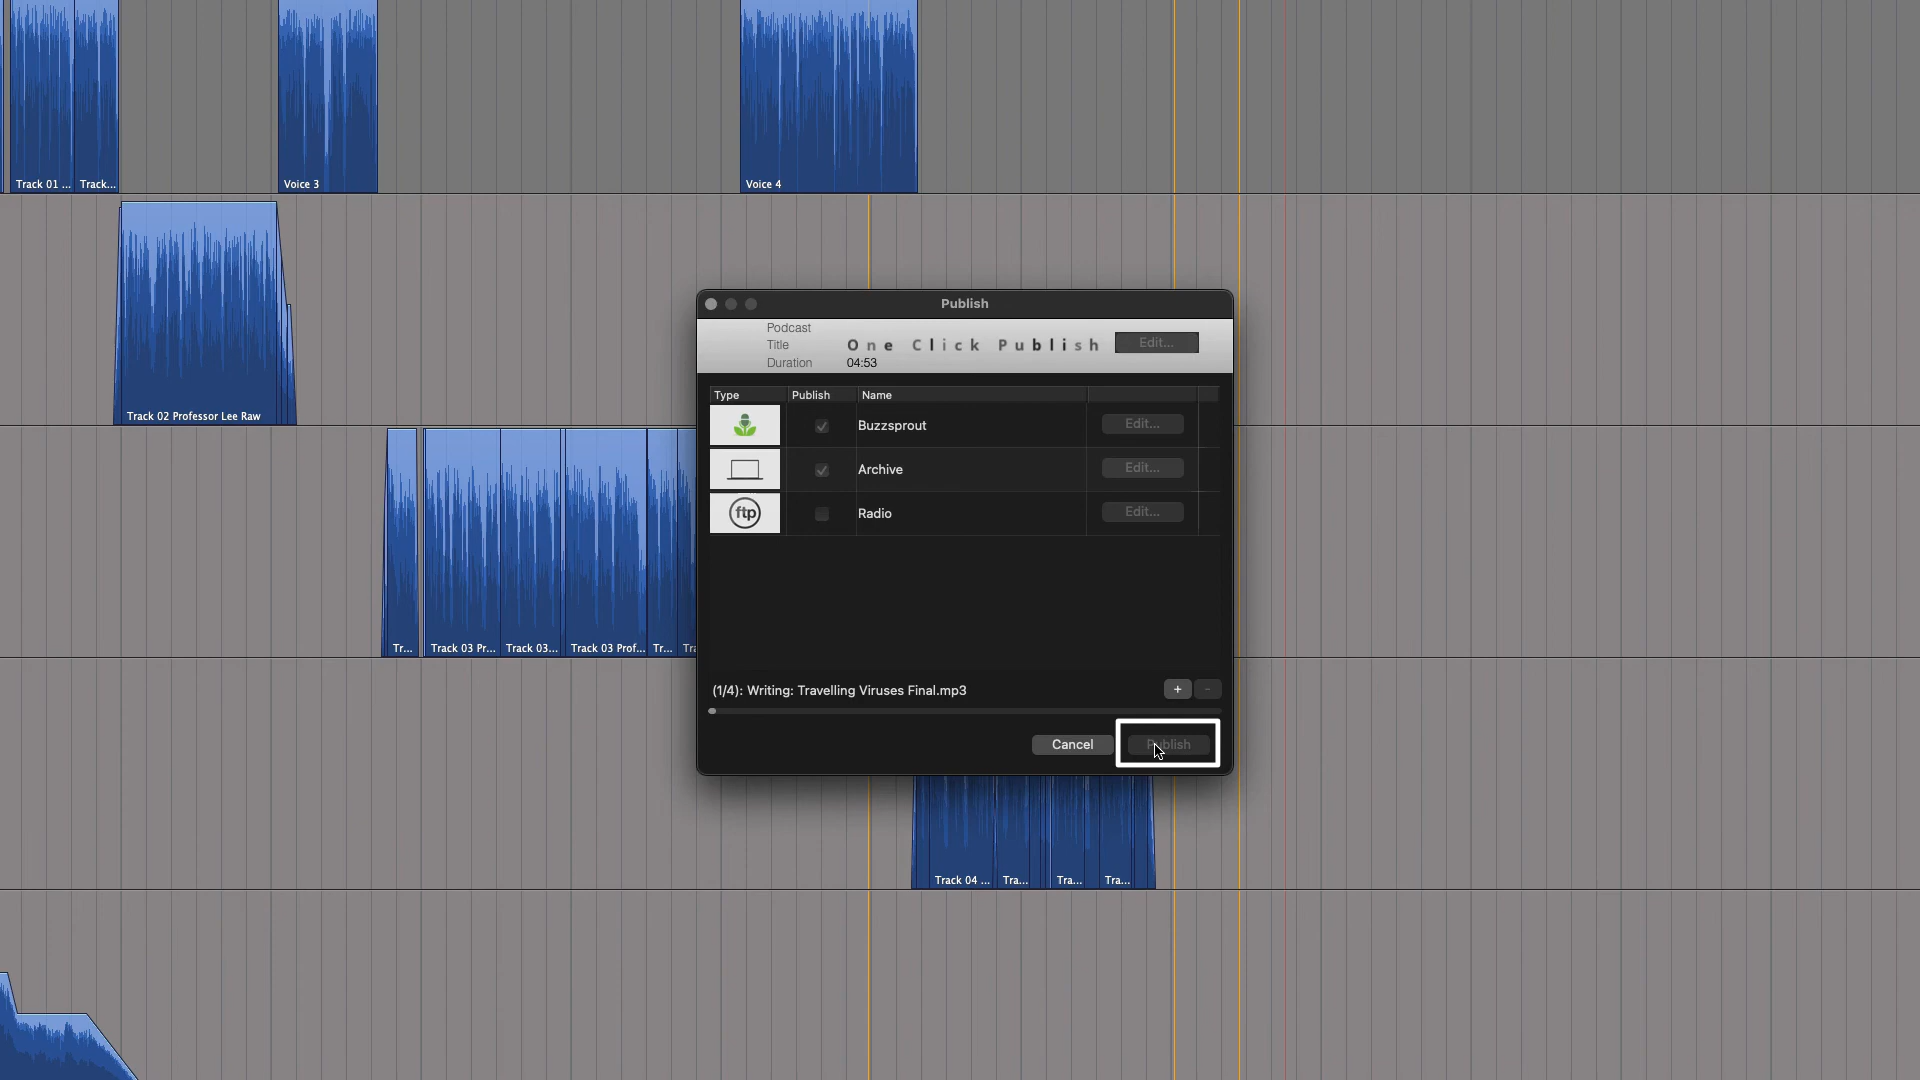 Track 01 ...
Track...
Voice 3
Voice 4
Track 02 Professor Lee Raw
Publish
Podcast
Title
One Click Publish
Edit...
Duration
04:53
Type
Publish
Name
Buzzsprout
Edit...
Archive
Edit...
ftp
Radio
Edit...
Tr...
Track 03 Pr...
Track 03...
Track 03 Prof...
Tr...
(1/4): Writing: Travelling Viruses Final.mp3
+
-
Cancel
Publish
Track 04 ...
Tra...
Tra...
Tra...